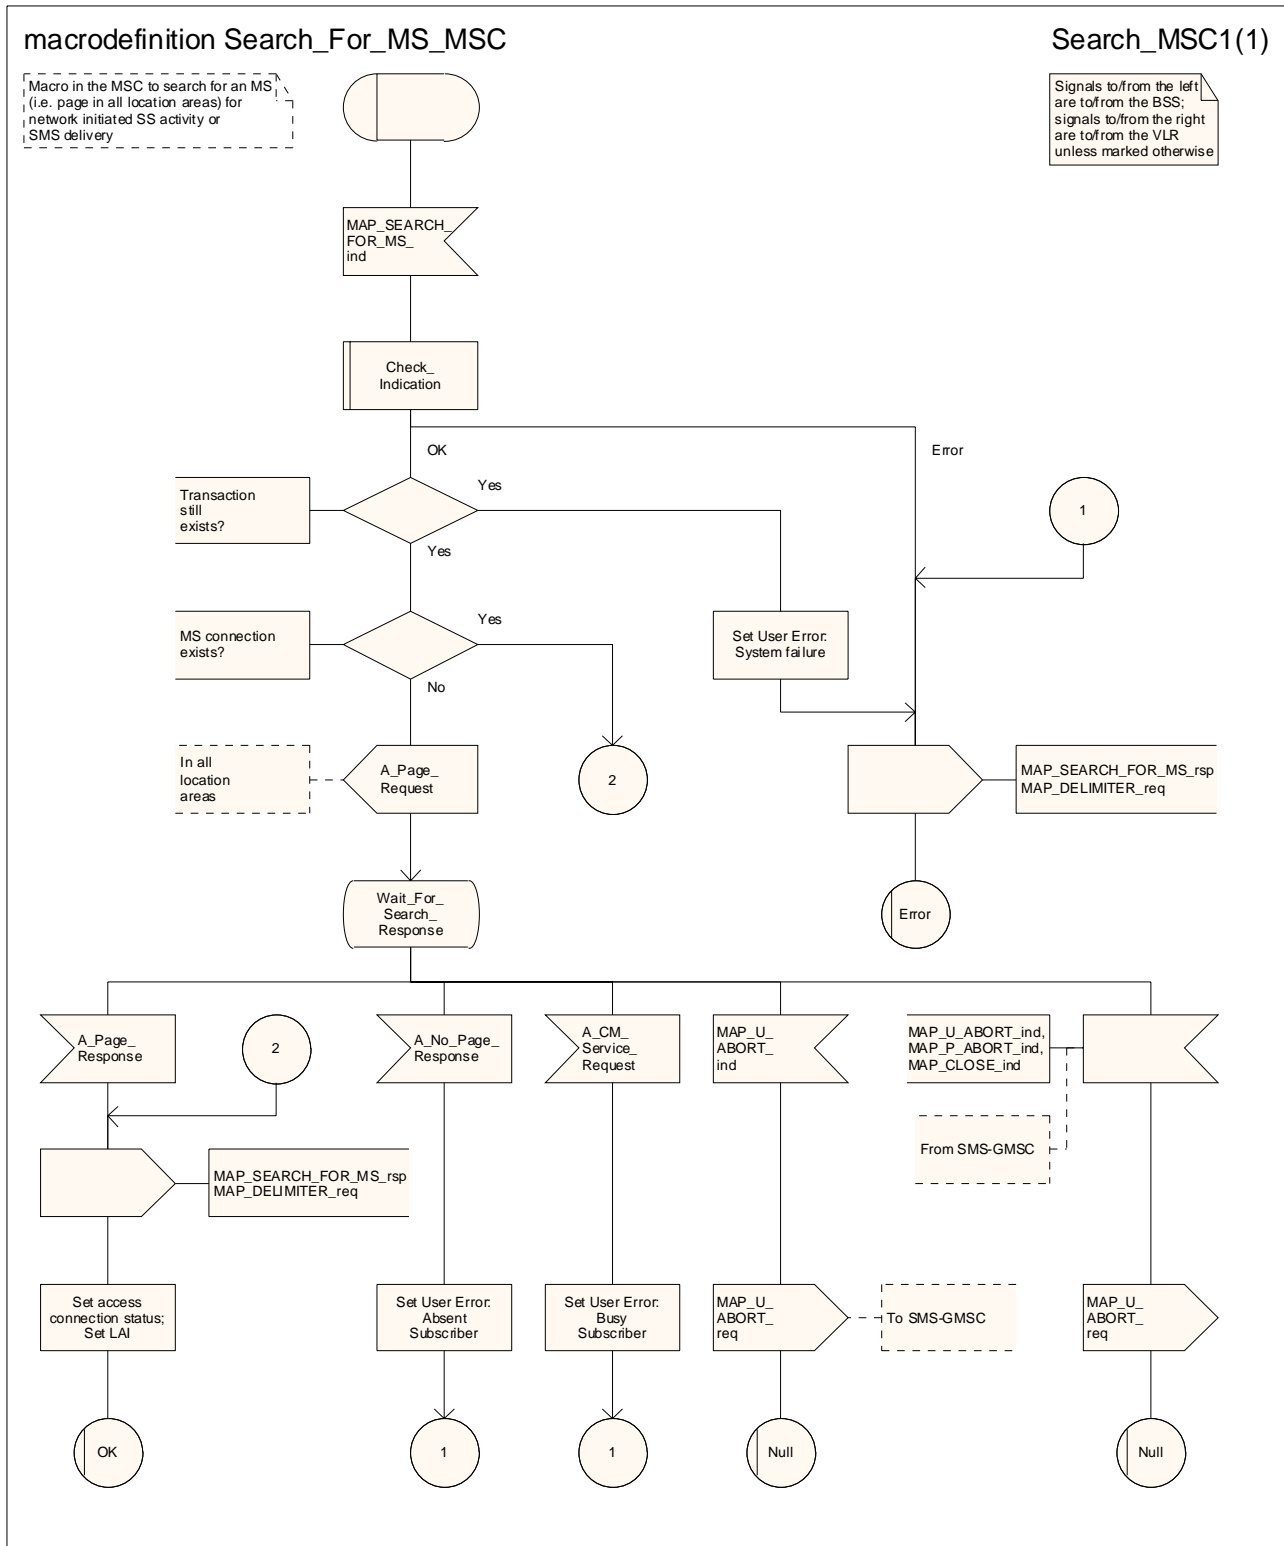 macrodefinition Search_For_MS_MSC
Search_MSC1(1)
Macro in the MSC to search for an MS
(i.e. page in all location areas) for
network initiated SS activity or
SMS delivery
Signals to/from the left
are to/from the BSS;
signals to/from the right
are to/from the VLR
unless marked otherwise
MAP_SEARCH_
FOR_MS_
ind
Check_
Indication
OK
Error
Transaction
still
exists?
Yes
Yes
1
MS connection
exists?
Yes
No
Set User Error:
System failure
In all
location
areas
A_Page_
Request
2
MAP_SEARCH_FOR_MS_rsp
MAP_DELIMITER_req
Wait_For_
Search_
Response
Error
A_Page_
Response
2
A_No_Page_
Response
A_CM_
Service_
Request
MAP_U_
ABORT_
ind
MAP_U_ABORT_ind,
MAP_P_ABORT_ind,
MAP_CLOSE_ind
From SMS-GMSC
MAP_SEARCH_FOR_MS_rsp
MAP_DELIMITER_req
Set access
connection status;
Set LAI
Set User Error:
Absent
Subscriber
Set User Error:
Busy
Subscriber
MAP_U_
ABORT_
req
To SMS-GMSC
MAP_U_
ABORT_
req
OK
1
1
Null
Null